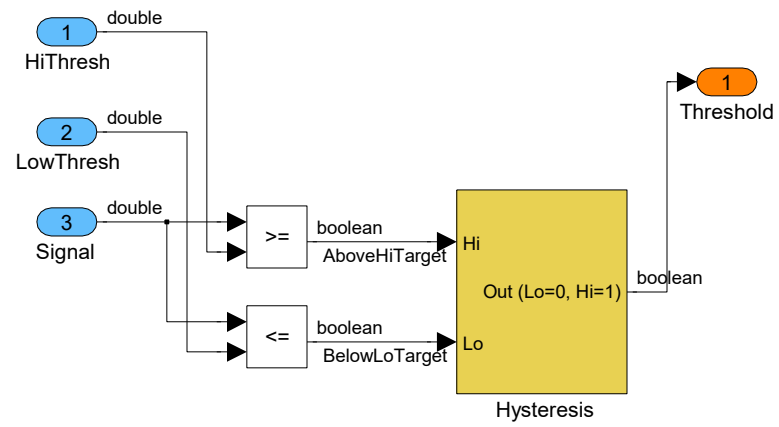 1
double
HiThresh
2
double
LowThresh
3
double
Signal
>=
boolean
AboveHiTarget
<=
boolean
BelowLoTarget
Hi
Out (Lo=0, Hi=1)
Lo
Hysteresis
boolean
1
Threshold